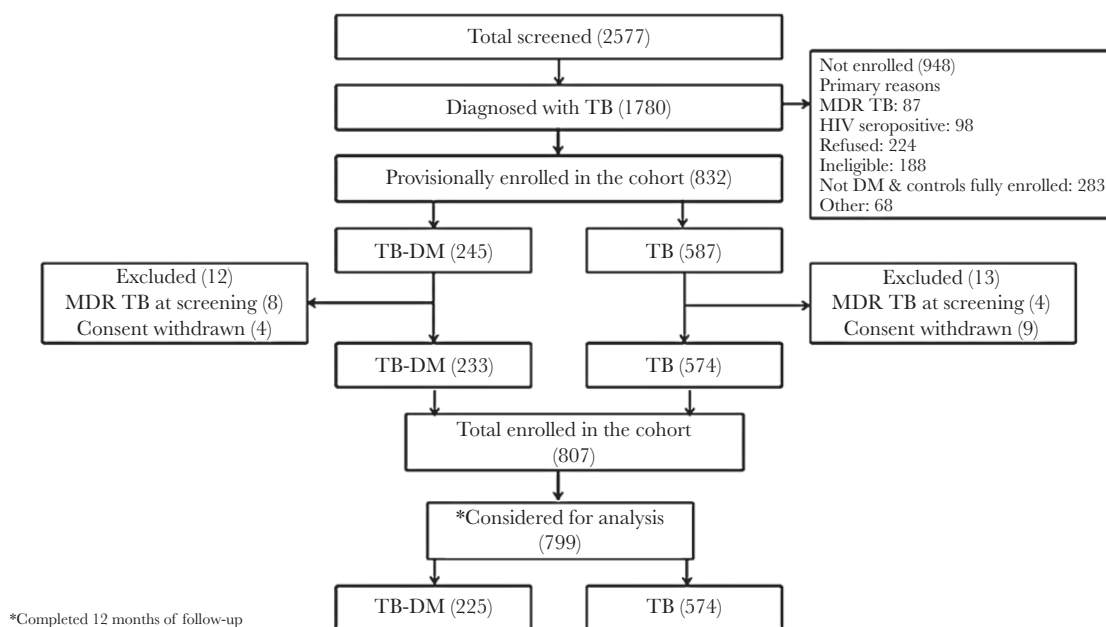 Total screened (2577)
Diagnosed with TB (1780)
Not enrolled (948)
Primary reasons
MDR TB: 87
HIV seropositive: 98
Refused: 224
Ineligible: 188
Not DM & controls fully enrolled: 283
Other: 68
Provisionally enrolled in the cohort (832)
TB-DM (245)
TB (587)
Excluded (12)
MDR TB at screening (8)
Consent withdrawn (4)
Excluded (13)
MDR TB at screening (4)
Consent withdrawn (9)
TB-DM (233)
TB (574)
Total enrolled in the cohort
(807)
*Considered for analysis
(799)
TB-DM (225)
TB (574)
*Completed 12 months of follow-up